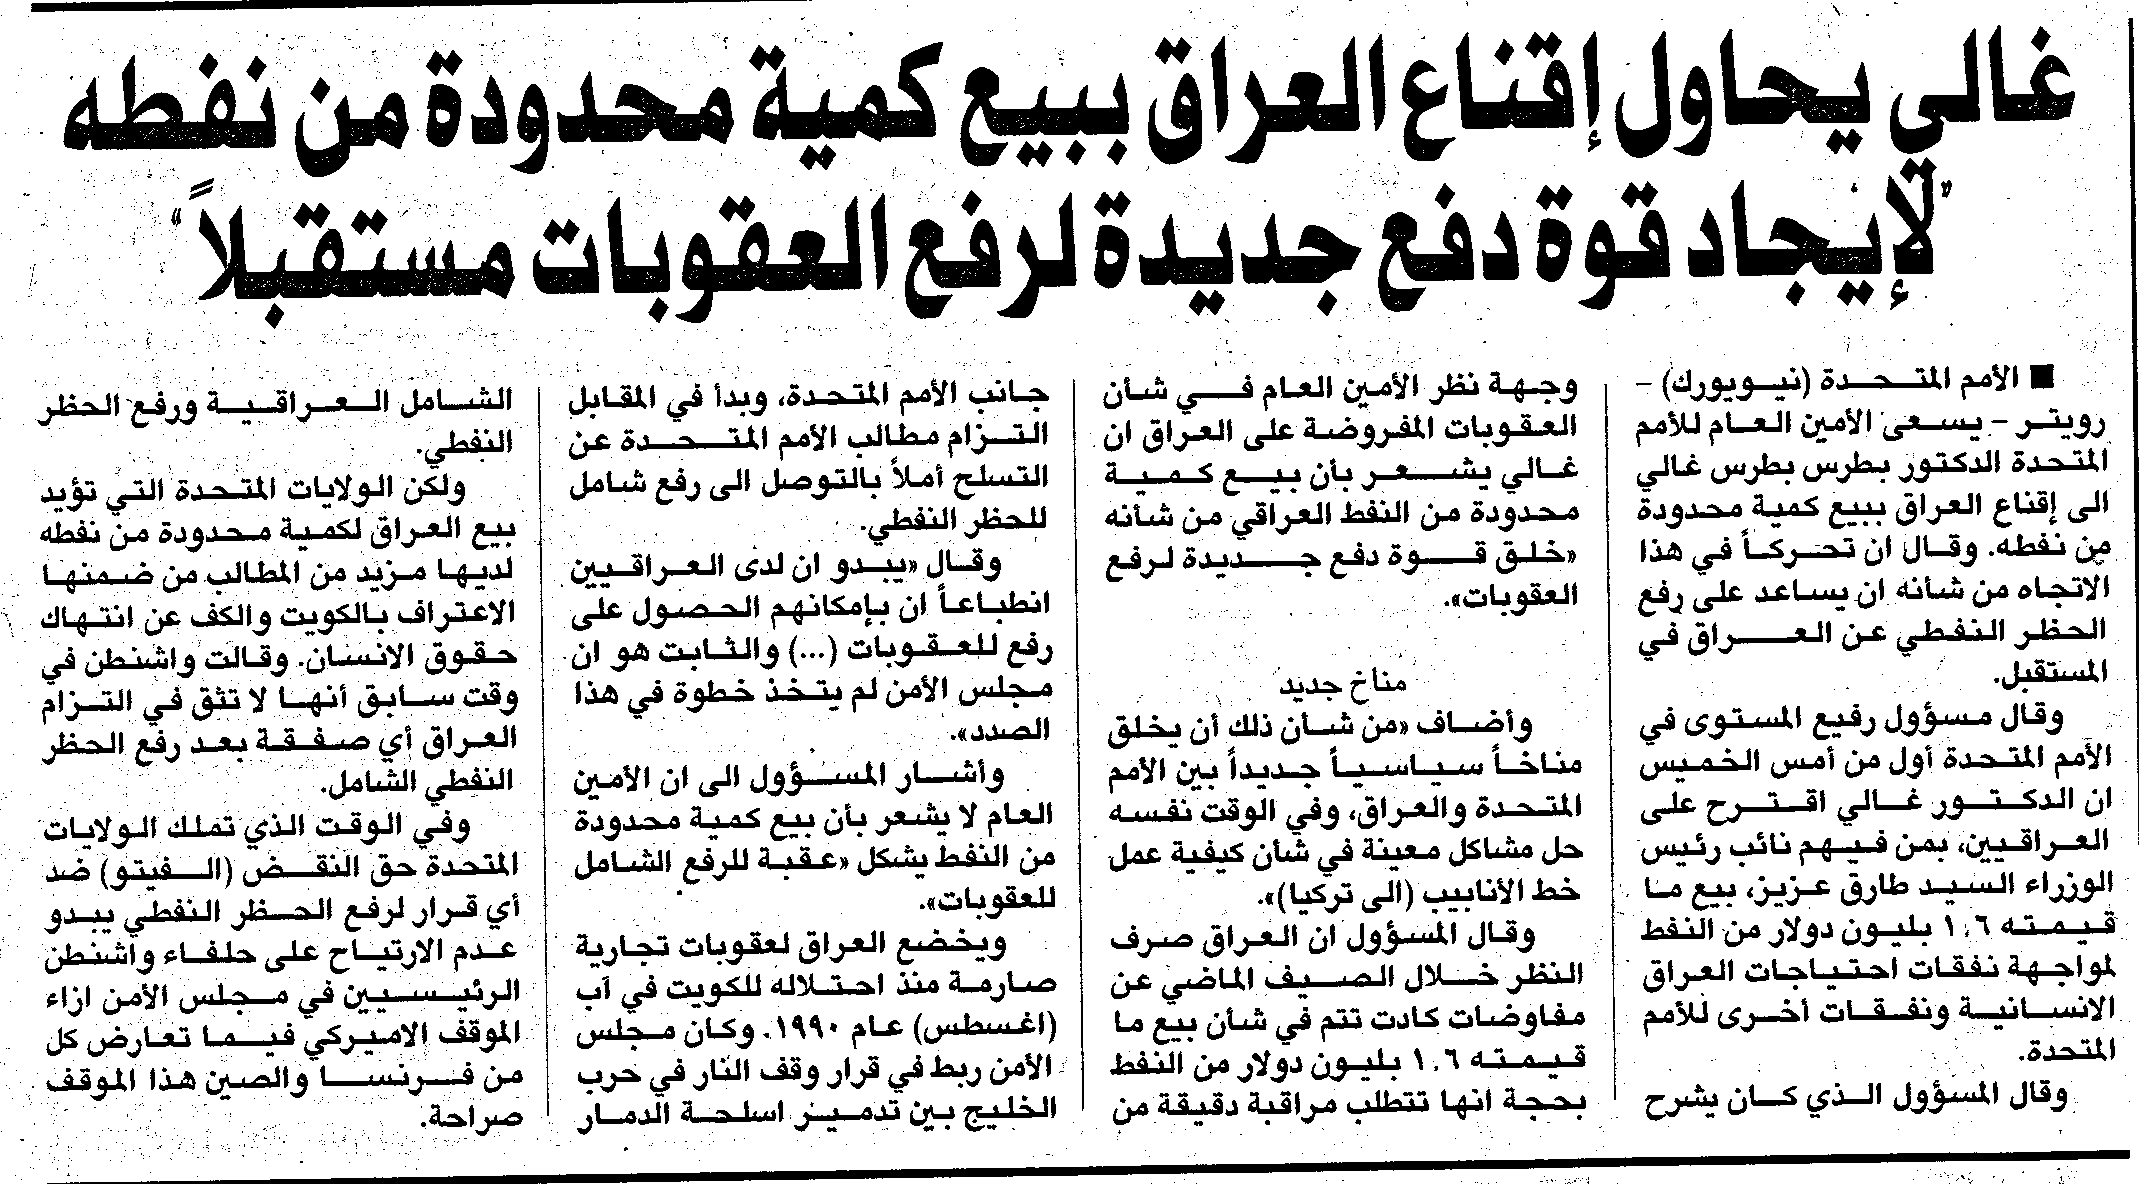 غالي يحاول إقناع العراق ببيع كمية محدودة من نفطه
"لإيجاد قوة دفع جديدة لرفع العقوبات مستقبلاً"
■ الأمم المتحدة (نيويورك) –
رويتر – يسعى الأمين العام للأمم
المتحدة الدكتور بطرس بطرس غالي
الى إقناع العراق ببيع كمية محدودة
من نفطه. وقال ان تحركاً في هذا
الاتجاه من شأنه ان يساعد على رفع
الحظر النفطي عن العراق في
المستقبل.
وقال مسؤول رفيع المستوى في
الأمم المتحدة أول من أمس الخميس
ان الدكتور غالي اقترح على
العراقيين، بمن فيهم نائب رئيس
الوزراء السيد طارق عزيز، بيع ما
قيمته ١,٦ بليون دولار من النفط
لمواجهة نفقات احتياجات العراق
الانسانية ونفقات أخرى للأمم
المتحدة.
وقال المسؤول الذي كان يشرح
وجهة نظر الأمين العام في شأن
العقوبات المفروضة على العراق ان
غالي يشعر بأن بيع كمية
محدودة من النفط العراقي من شأنه
«خلق قوة دفع جديدة لرفع
العقوبات».
مناخ جديد
وأضاف «من شأن ذلك أن يخلق
مناخاً سياسياً جديداً بين الأمم
المتحدة والعراق، وفي الوقت نفسه
حل مشاكل معينة في شأن كيفية عمل
خط الأنابيب (الى تركيا)».
وقال المسؤول ان العراق صرف
النظر خلال الصيف الماضي عن
مفاوضات كادت تتم في شأن بيع ما
قيمته ١,٦ بليون دولار من النفط
بحجة انها تتطلب مراقبة دقيقة من
جانب الأمم المتحدة، وبدأ في المقابل
التزام مطالب الأمم المتحدة عن
التسلح أملاً بالتوصل الى رفع شامل
للحظر النفطي.
وقال «يبدو ان لدى العراقيين
انطباعاً ان بإمكانهم الحصول على
رفع للعقوبات (...) والثابت هو ان
مجلس الأمن لم يتخذ خطوة في هذا
الصدد».
وأشار المسؤول الى ان الأمين
العام لا يشعر بأن بيع كمية محدودة
من النفط يشكل «عقبة للرفع الشامل
للعقوبات».
ويخضع العراق لعقوبات تجارية
صارمة منذ احتلاله للكويت في آب
(اغسطس) عام ١٩٩٠. وكان مجلس
الأمن ربط في قرار وقف النار في حرب
الخليج بين تدمير اسلحة الدمار
الشامل العراقية ورفع الحظر
النفطي.
ولكن الولايات المتحدة التي تؤيد
بيع العراق لكمية محدودة من نفطه
لديها مزيد من المطالب من ضمنها
الاعتراف بالكويت والكف عن انتهاك
حقوق الانسان. وقالت واشنطن في
وقت سابق أنها لا تثق في التزام
العراق أي صفقة بعد رفع الحظر
النفطي الشامل.
وفي الوقت الذي تملك الولايات
المتحدة حق النقض (الفيتو) ضد
أي قرار لرفع الحظر النفطي يبدو
عدم الارتياح على حلفاء واشنطن
الرئيسيين في مجلس الأمن ازاء
الموقف الاميركي فيما تعارض كل
من فرنسا والصين هذا الموقف
صراحة.